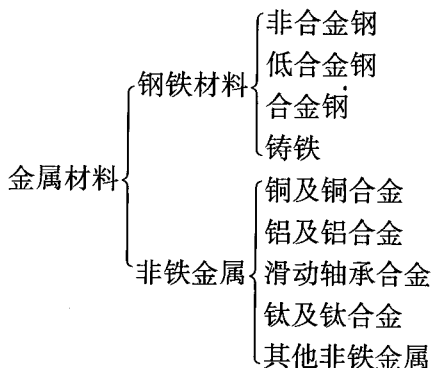 金属材料
钢铁材料
非合金钢
低合金钢
合金钢
铸铁
非铁金属
铜及铜合金
铝及铝合金
滑动轴承合金
钛及钛合金
其他非铁金属